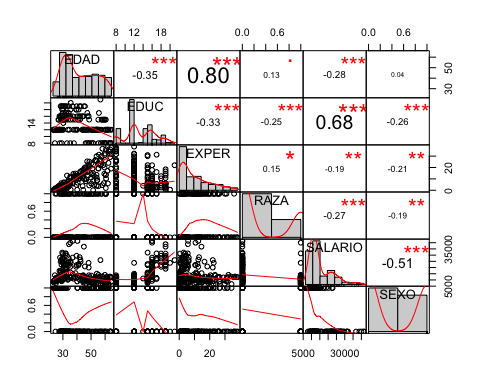 8 12 18 0.0 0.6 0.0 0.6
EDAD -0.35 *** 0.80 *** 0.13 . -0.28 *** 0.04 30 50
8 14 EDUC -0.33 *** -0.25 *** 0.68 *** -0.26 ***
EXPER 0.15 * -0.19 ** -0.21 ** 0 20
0.0 0.6 RAZA -0.27 *** -0.19 **
SALARIO -0.51 *** 5000 35000
0.0 0.6 SEXO
30 50 0 20 5000 30000